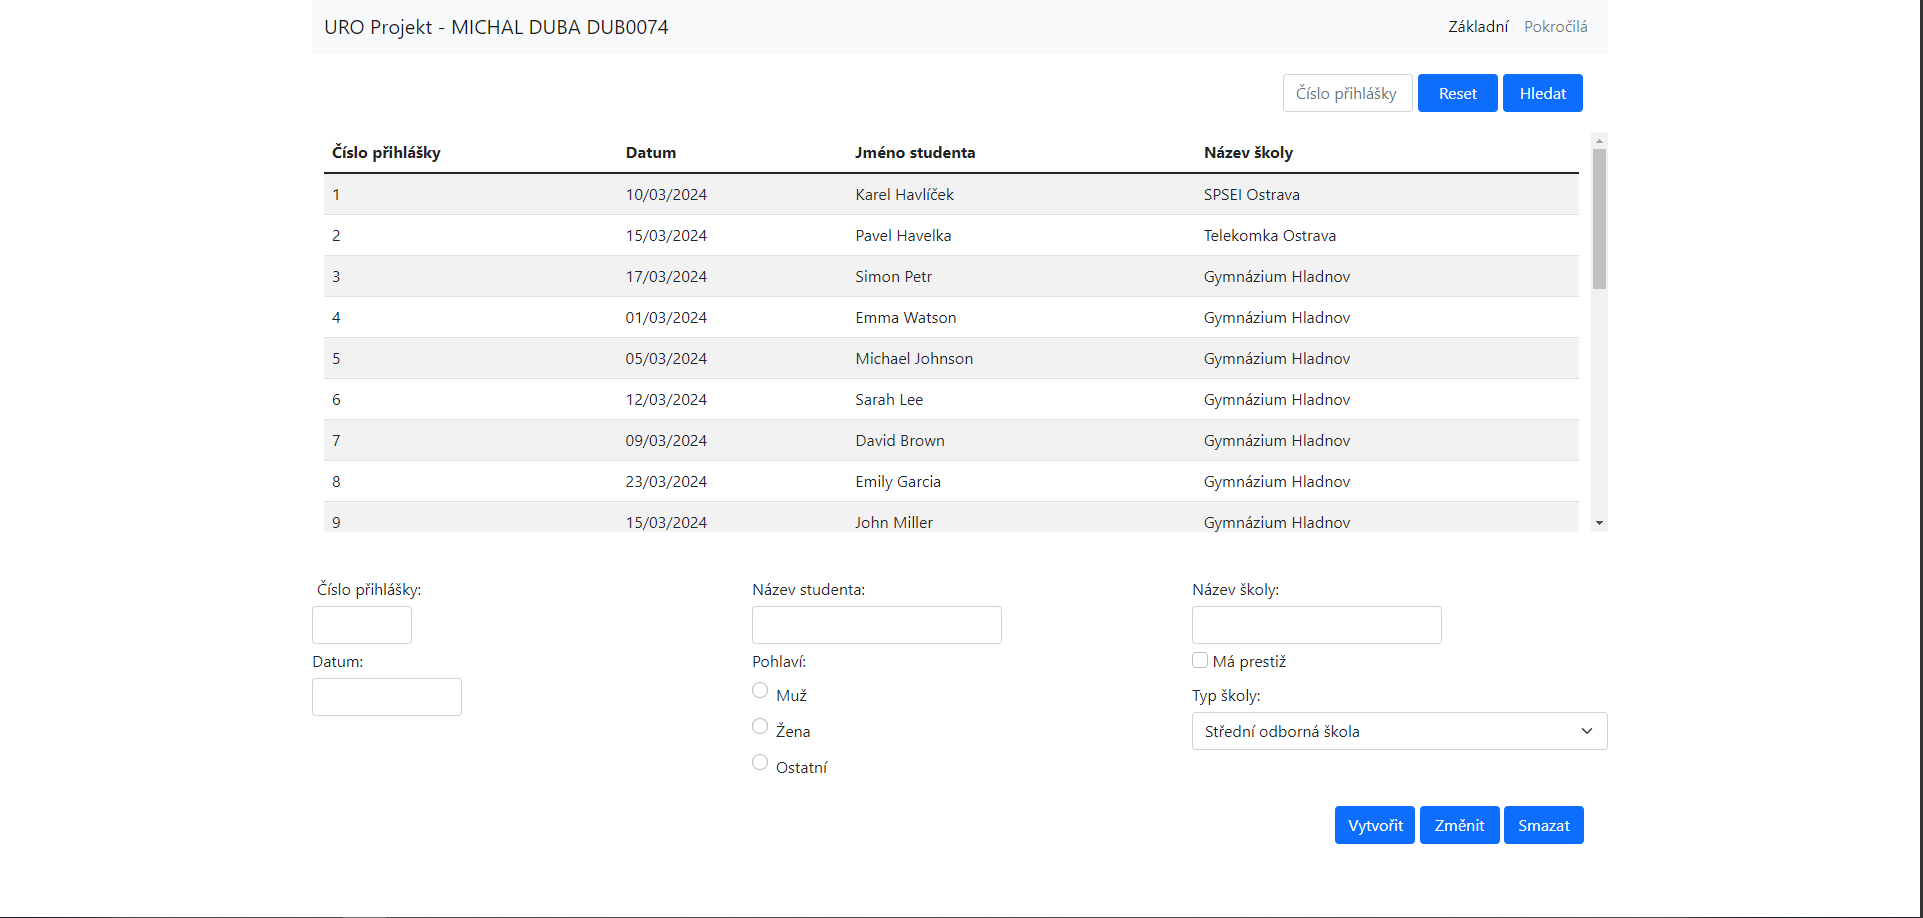 URO Projekt - MICHAL DUBA DUB0074 Základní Pokročilá
Číslo přihlášky Reset Hledat
Číslo přihlášky Datum Jméno studenta Název školy
1 10/03/2024 Karel Havlíček SPSEI Ostrava
2 15/03/2024 Pavel Havelka Telekomka Ostrava
3 17/03/2024 Simon Petr Gymnázium Hladnov
4 01/03/2024 Emma Watson Gymnázium Hladnov
5 05/03/2024 Michael Johnson Gymnázium Hladnov
6 12/03/2024 Sarah Lee Gymnázium Hladnov
7 09/03/2024 David Brown Gymnázium Hladnov
8 23/03/2024 Emily Garcia Gymnázium Hladnov
9 15/03/2024 John Miller Gymnázium Hladnov
Číslo přihlášky: Název studenta: Název školy:
Datum: Pohlaví: Má prestiž
Muž Typ školy:
Žena Střední odborná škola
Ostatní
Vytvořit Změnit Smazat